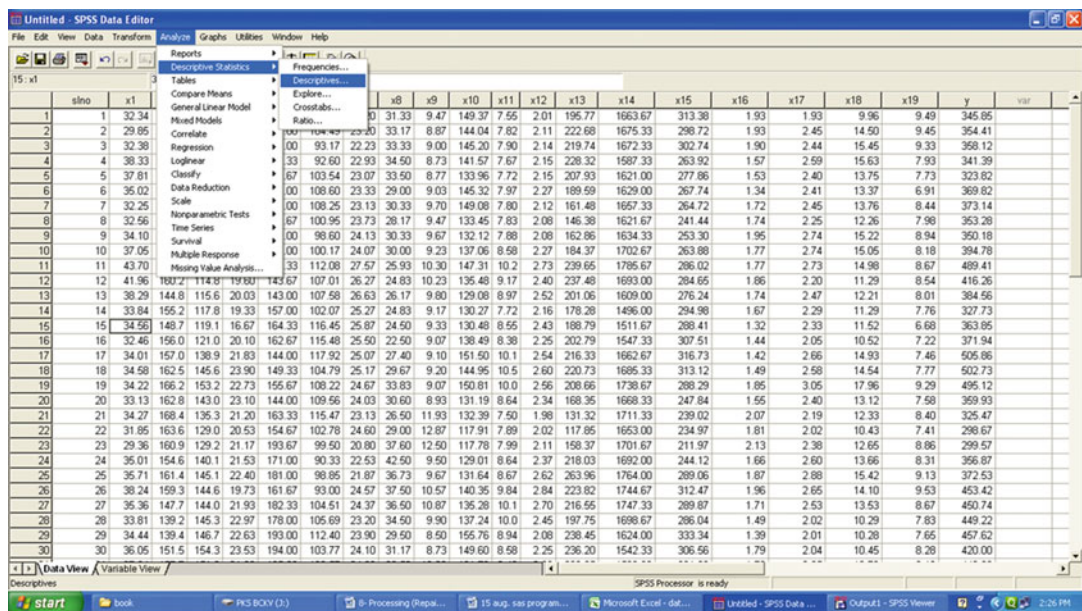 Untitled - SPSS Data Editor
File Edit View Data Transform Analyze Graphs Utilities Window Help
Reports
Descriptive Statistics
Tables
Compare Means
General Linear Model
Mixed Models
Correlate
Regression
Loglinear
Classify
Data Reduction
Scale
Nonparametric Tests
Time Series
Survival
Multiple Response
Missing Value Analysis...
Frequencies...
Descriptives...
Explore...
Crosstabs...
Ratio...
15 : x1
slno x1 x8 x9 x10 x11 x12 x13 x14 x15 x16 x17 x18 x19 y var
1 1 32.34 31.33 9.47 149.37 7.55 2.01 195.77 1663.67 313.38 1.93 1.93 9.96 9.49 345.85
2 2 29.85 33.17 8.87 144.04 7.82 2.11 222.68 1675.33 298.72 1.93 2.45 14.50 9.45 354.41
3 3 32.38 .00 93.17 22.23 33.33 9.00 145.20 7.90 2.14 219.74 1672.33 302.74 1.90 2.44 15.45 9.33 358.12
4 4 38.33 .33 92.60 22.93 34.50 8.73 141.57 7.67 2.15 228.32 1587.33 263.92 1.57 2.59 15.63 7.93 341.39
5 5 37.81 .67 103.54 23.07 33.50 8.77 133.96 7.72 2.15 207.93 1621.00 277.86 1.53 2.40 13.75 7.73 323.82
6 6 35.02 .00 108.60 23.33 29.00 9.03 145.32 7.97 2.27 189.59 1629.00 267.74 1.34 2.41 13.37 6.91 369.82
7 7 32.25 .00 108.25 23.13 30.33 9.70 149.08 7.80 2.12 161.48 1657.33 264.72 1.72 2.45 13.76 8.44 373.14
8 8 32.56 .67 100.95 23.73 28.17 9.47 133.45 7.83 2.08 146.38 1621.67 241.44 1.74 2.25 12.26 7.98 353.28
9 9 34.10 .00 98.60 24.13 30.33 9.67 132.12 7.88 2.08 162.86 1634.33 253.30 1.95 2.74 15.22 8.94 350.18
10 10 37.05 .00 100.17 24.07 30.00 9.23 137.06 8.58 2.27 184.37 1702.67 263.88 1.77 2.74 15.05 8.18 394.78
11 11 43.70 .33 112.08 27.57 25.93 10.30 147.31 10.2 2.73 239.65 1785.67 286.02 1.77 2.73 14.98 8.67 489.41
12 12 41.96 160.2 114.8 19.60 143.67 107.01 26.27 24.83 10.23 135.48 9.17 2.40 237.48 1693.00 284.65 1.86 2.20 11.29 8.54 416.26
13 13 38.29 144.8 115.6 20.03 143.00 107.58 26.63 26.17 9.80 129.08 8.97 2.52 201.06 1609.00 276.24 1.74 2.47 12.21 8.01 384.56
14 14 33.84 155.2 117.8 19.33 157.00 102.07 25.27 24.83 9.17 130.27 7.72 2.16 178.28 1496.00 294.98 1.67 2.29 11.29 7.76 327.73
15 15 34.56 148.7 119.1 16.67 164.33 116.45 25.87 24.50 9.33 130.48 8.55 2.43 188.79 1511.67 288.41 1.32 2.33 11.52 6.68 363.85
16 16 32.46 156.0 121.0 20.10 162.67 115.48 25.50 22.50 9.07 138.49 8.38 2.25 202.79 1547.33 307.51 1.44 2.05 10.52 7.22 371.94
17 17 34.01 157.0 138.9 21.83 144.00 117.92 25.07 27.40 9.10 151.50 10.1 2.54 216.33 1662.67 316.73 1.42 2.66 14.93 7.46 505.86
18 18 34.58 162.5 145.6 23.90 149.33 104.79 25.17 29.67 9.20 144.95 10.5 2.60 220.73 1685.33 313.12 1.49 2.58 14.54 7.77 502.73
19 19 34.22 166.2 153.2 22.73 155.67 108.22 24.67 33.83 9.07 150.81 10.0 2.56 208.66 1738.67 288.29 1.85 3.05 17.96 9.29 495.12
20 20 33.13 162.8 143.0 23.10 144.00 109.56 24.03 30.60 8.93 131.19 8.64 2.34 168.35 1668.33 247.84 1.55 2.40 13.12 7.58 359.93
21 21 34.27 168.4 135.3 21.20 163.33 115.47 23.13 26.50 11.93 132.39 7.50 1.98 131.32 1711.33 239.02 2.07 2.19 12.33 8.40 325.47
22 22 31.85 163.6 129.0 20.53 154.67 102.78 24.60 29.00 12.87 117.91 7.89 2.02 117.85 1653.00 234.97 1.81 2.02 10.43 7.41 298.67
23 23 29.36 160.9 129.2 21.17 193.67 99.50 20.80 37.60 12.50 117.78 7.99 2.11 158.37 1701.67 211.97 2.13 2.38 12.65 8.86 299.57
24 24 35.01 154.6 140.1 21.53 171.00 90.33 22.53 42.50 9.50 129.01 8.64 2.37 218.03 1692.00 244.12 1.66 2.60 13.66 8.31 356.87
25 25 35.71 161.4 145.1 22.40 181.00 98.85 21.87 36.73 9.67 131.64 8.67 2.62 263.96 1764.00 289.06 1.87 2.88 15.42 9.13 372.53
26 26 38.24 159.3 144.6 19.73 161.67 93.00 24.57 37.50 10.57 140.35 9.84 2.84 223.82 1744.67 312.47 1.96 2.65 14.10 9.53 453.42
27 27 35.36 147.7 144.0 21.93 182.33 104.51 24.37 36.50 10.87 135.28 10.1 2.70 216.55 1747.33 289.87 1.71 2.53 13.53 8.67 450.74
28 28 33.81 139.2 145.3 22.97 178.00 105.69 23.20 34.50 9.90 137.24 10.0 2.45 197.75 1698.67 286.04 1.49 2.02 10.29 7.83 449.22
29 29 34.44 139.4 146.7 22.63 193.00 112.40 23.90 29.50 8.50 155.76 8.94 2.08 238.45 1624.00 333.34 1.39 2.01 10.28 7.65 457.62
30 30 36.05 151.5 154.3 23.53 194.00 103.77 24.10 31.17 8.73 149.60 8.58 2.25 236.20 1542.33 306.56 1.79 2.04 10.45 8.28 420.00
Data View Variable View
Descriptives SPSS Processor is ready
start book PKS BCKV (J:) 8- Processing (Repai... 15 aug. sas program... Microsoft Excel - dat... Untitled - SPSS Data ... Output1 - SPSS Viewer 2:26 PM